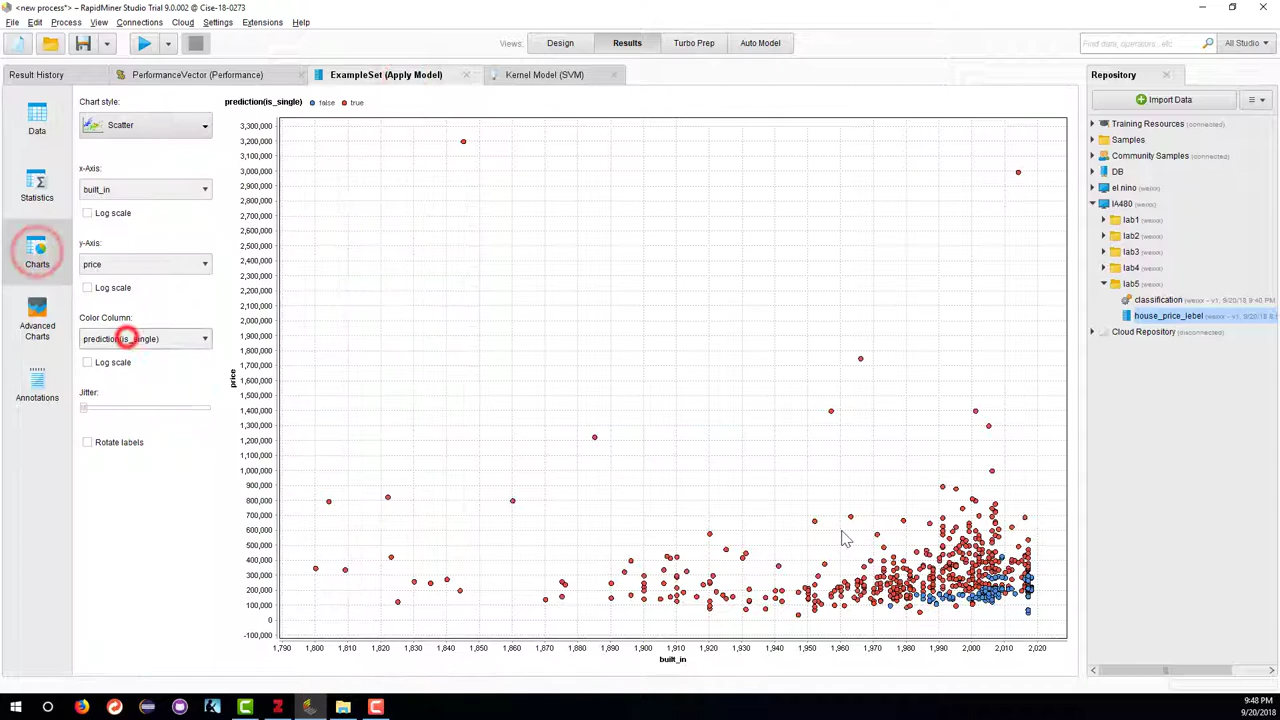 <new process*> – RapidMiner Studio Trial 9.0.002 @ Cise-18-0273
File Edit Process View Connections Cloud Settings Extensions Help
Views: Design Results Turbo Prep Auto Model
Find data, operators...etc
All Studio
Result History
PerformanceVector (Performance)
ExampleSet (Apply Model)
Kernel Model (SVM)
Data
Statistics
Charts
Advanced
Charts
Annotations
Chart style:
Scatter
x-Axis:
built_in
Log scale
y-Axis:
price
Log scale
Color Column:
prediction(is_single)
Log scale
Jitter:
Rotate labels
prediction(is_single) false true
3,300,000
3,200,000
3,100,000
3,000,000
2,900,000
2,800,000
2,700,000
2,600,000
2,500,000
2,400,000
2,300,000
2,200,000
2,100,000
2,000,000
1,900,000
1,800,000
1,700,000
1,600,000
1,500,000
1,400,000
1,300,000
1,200,000
1,100,000
1,000,000
900,000
800,000
700,000
600,000
500,000
400,000
300,000
200,000
100,000
0
-100,000
price
1,790 1,800 1,810 1,820 1,830 1,840 1,850 1,860 1,870 1,880 1,890 1,900 1,910 1,920 1,930 1,940 1,950 1,960 1,970 1,980 1,990 2,000 2,010 2,020
built_in
Repository
Import Data
Training Resources (connected)
Samples
Community Samples (connected)
DB
el nino
IA480
lab1
lab2
lab3
lab4
lab5
classification
house_price_lebel
Cloud Repository (disconnected)
9:48 PM
9/20/2018